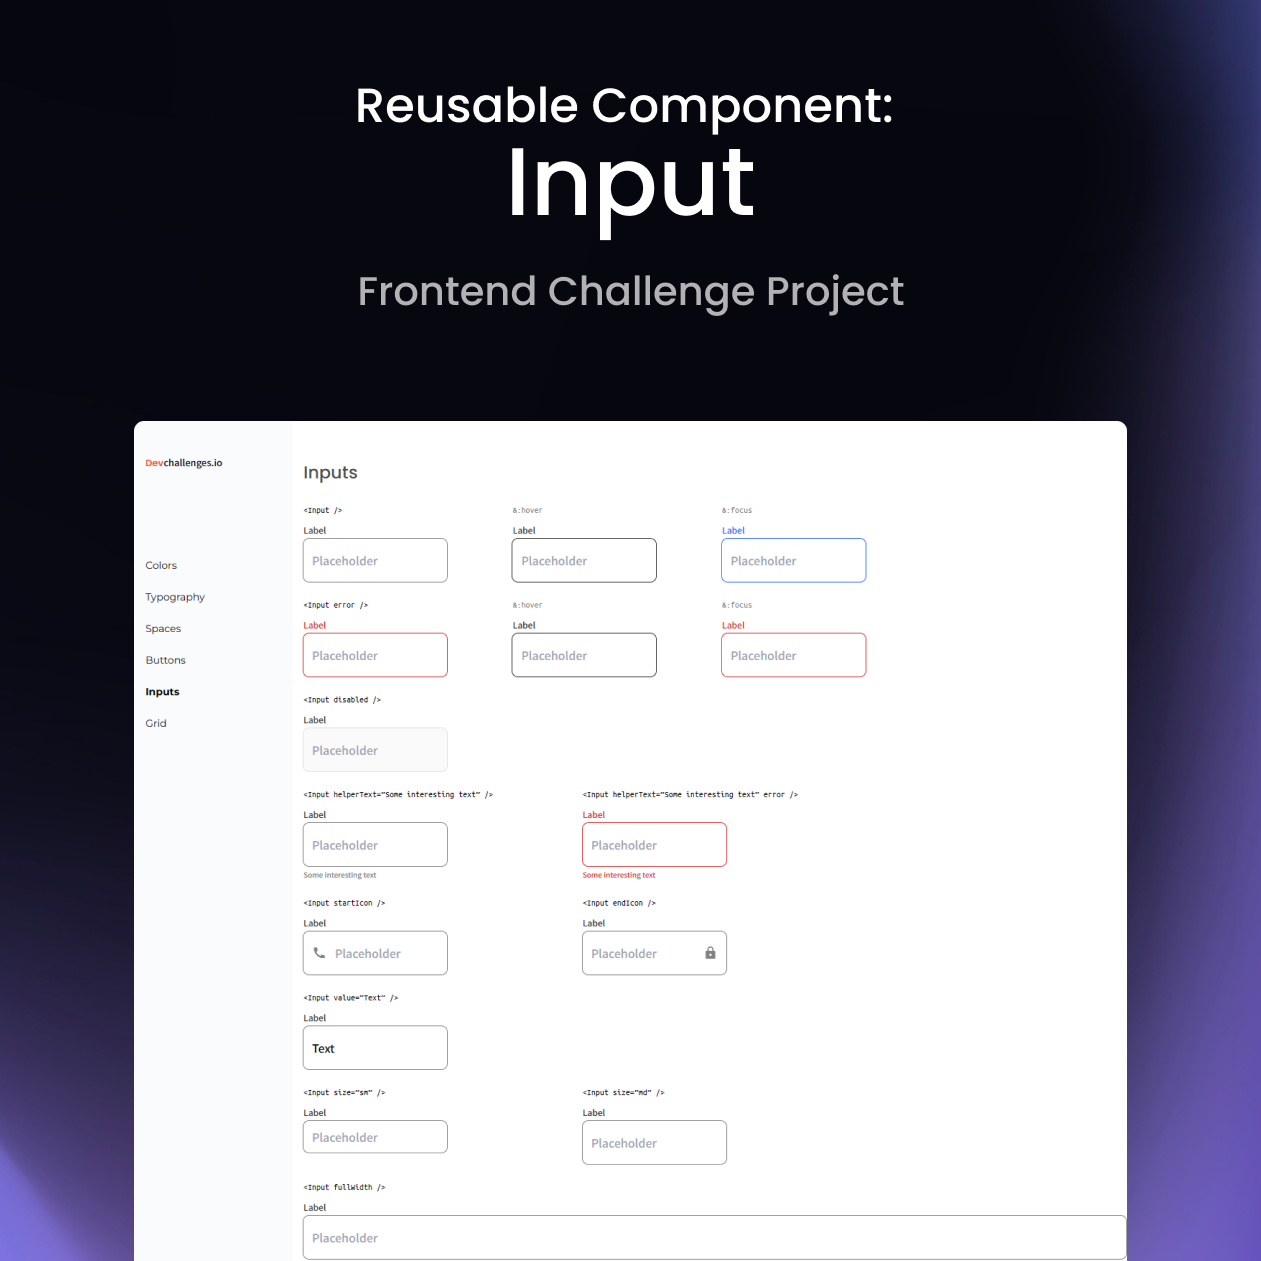 Reusable Component:
Input
Frontend Challenge Project
Devchallenges.io
Colors
Typography
Spaces
Buttons
Inputs
Grid
Inputs
<Input />
&:hover
&:focus
Label
Label
Label
Placeholder
Placeholder
Placeholder
<Input error />
&:hover
&:focus
Label
Label
Label
Placeholder
Placeholder
Placeholder
<Input disabled />
Label
Placeholder
<Input helperText="Some interesting text" />
<Input helperText="Some interesting text" error />
Label
Label
Placeholder
Placeholder
Some interesting text
Some interesting text
<Input startIcon />
<Input endIcon />
Label
Label
Placeholder
Placeholder
<Input value="Text" />
Label
Text
<Input size="sm" />
<Input size="md" />
Label
Label
Placeholder
Placeholder
<Input fullWidth />
Label
Placeholder